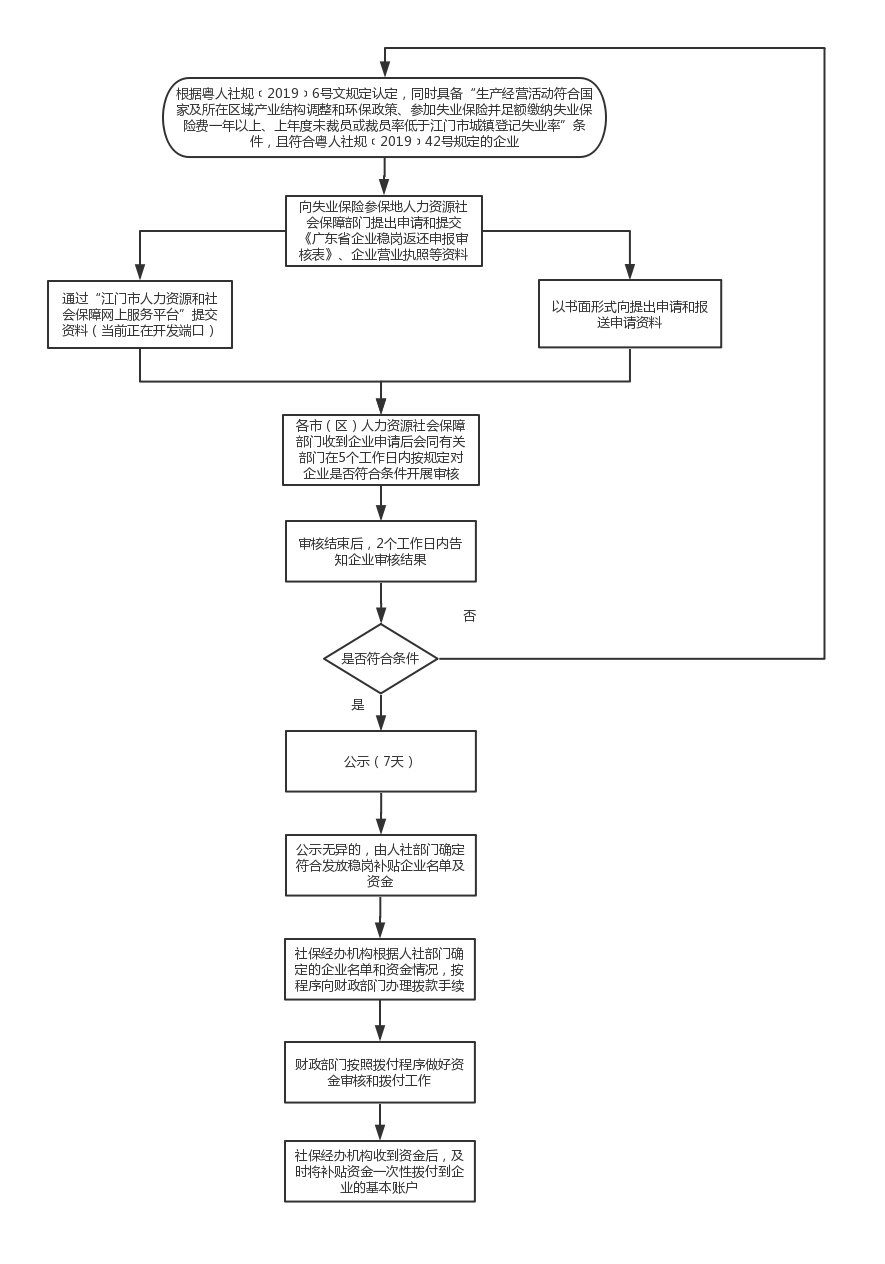 根据粤人社规﹝2019﹞6号文规定认定，同时具备“生产经营活动符合国
家及所在区域产业结构调整和环保政策、参加失业保险并足额缴纳失业保
险费一年以上、上年度未裁员或裁员率低于江门市城镇登记失业率”条
件，且符合粤人社规﹝2019﹞42号规定的企业
向失业保险参保地人力资源社
会保障部门提出申请和提交
《广东省企业稳岗返还申报审
核表》、企业营业执照等资料
通过“江门市人力资源和社
会保障网上服务平台”提交
资料（当前正在开发端口）
以书面形式向提出申请和报
送申请资料
各市（区）人力资源社会保障
部门收到企业申请后会同有关
部门在5个工作日内按规定对
企业是否符合条件开展审核
审核结束后，2个工作日内告
知企业审核结果
否
是否符合条件
是
公示（7天）
公示无异的，由人社部门确定
符合发放稳岗补贴企业名单及
资金
社保经办机构根据人社部门确
定的企业名单和资金情况，按
程序向财政部门办理拨款手续
财政部门按照拨付程序做好资
金审核和拨付工作
社保经办机构收到资金后，及
时将补贴资金一次性拨付到企
业的基本账户